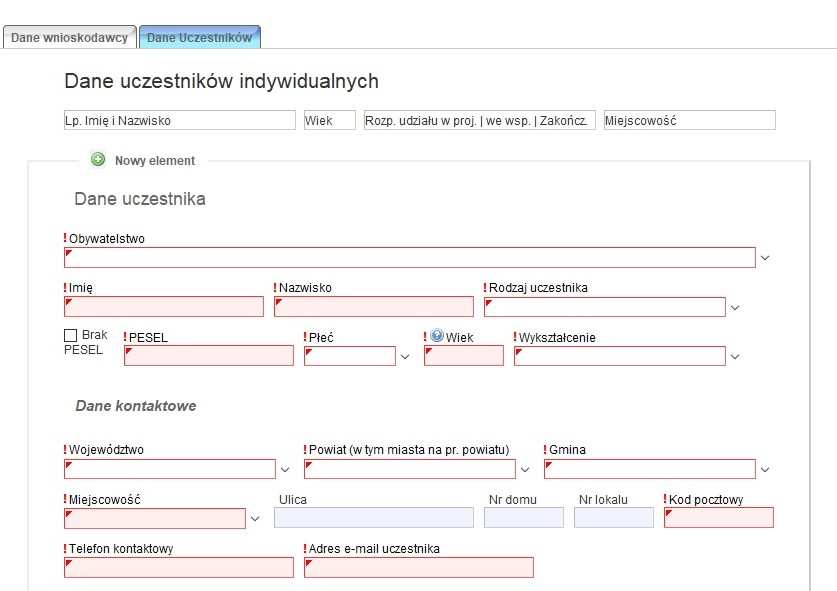 Dane wnioskodawcy Dane Uczestników
Dane uczestników indywidualnych
Lp. Imię i Nazwisko Wiek Rozp. udziału w proj. | we wsp. | Zakończ. Miejscowość
Nowy element
Dane uczestnika
! Obywatelstwo
! Imię ! Nazwisko ! Rodzaj uczestnika
Brak PESEL ! PESEL ! Płeć ! ? Wiek ! Wykształcenie
Dane kontaktowe
! Województwo ! Powiat (w tym miasta na pr. powiatu) ! Gmina
! Miejscowość Ulica Nr domu Nr lokalu ! Kod pocztowy
! Telefon kontaktowy ! Adres e-mail uczestnika